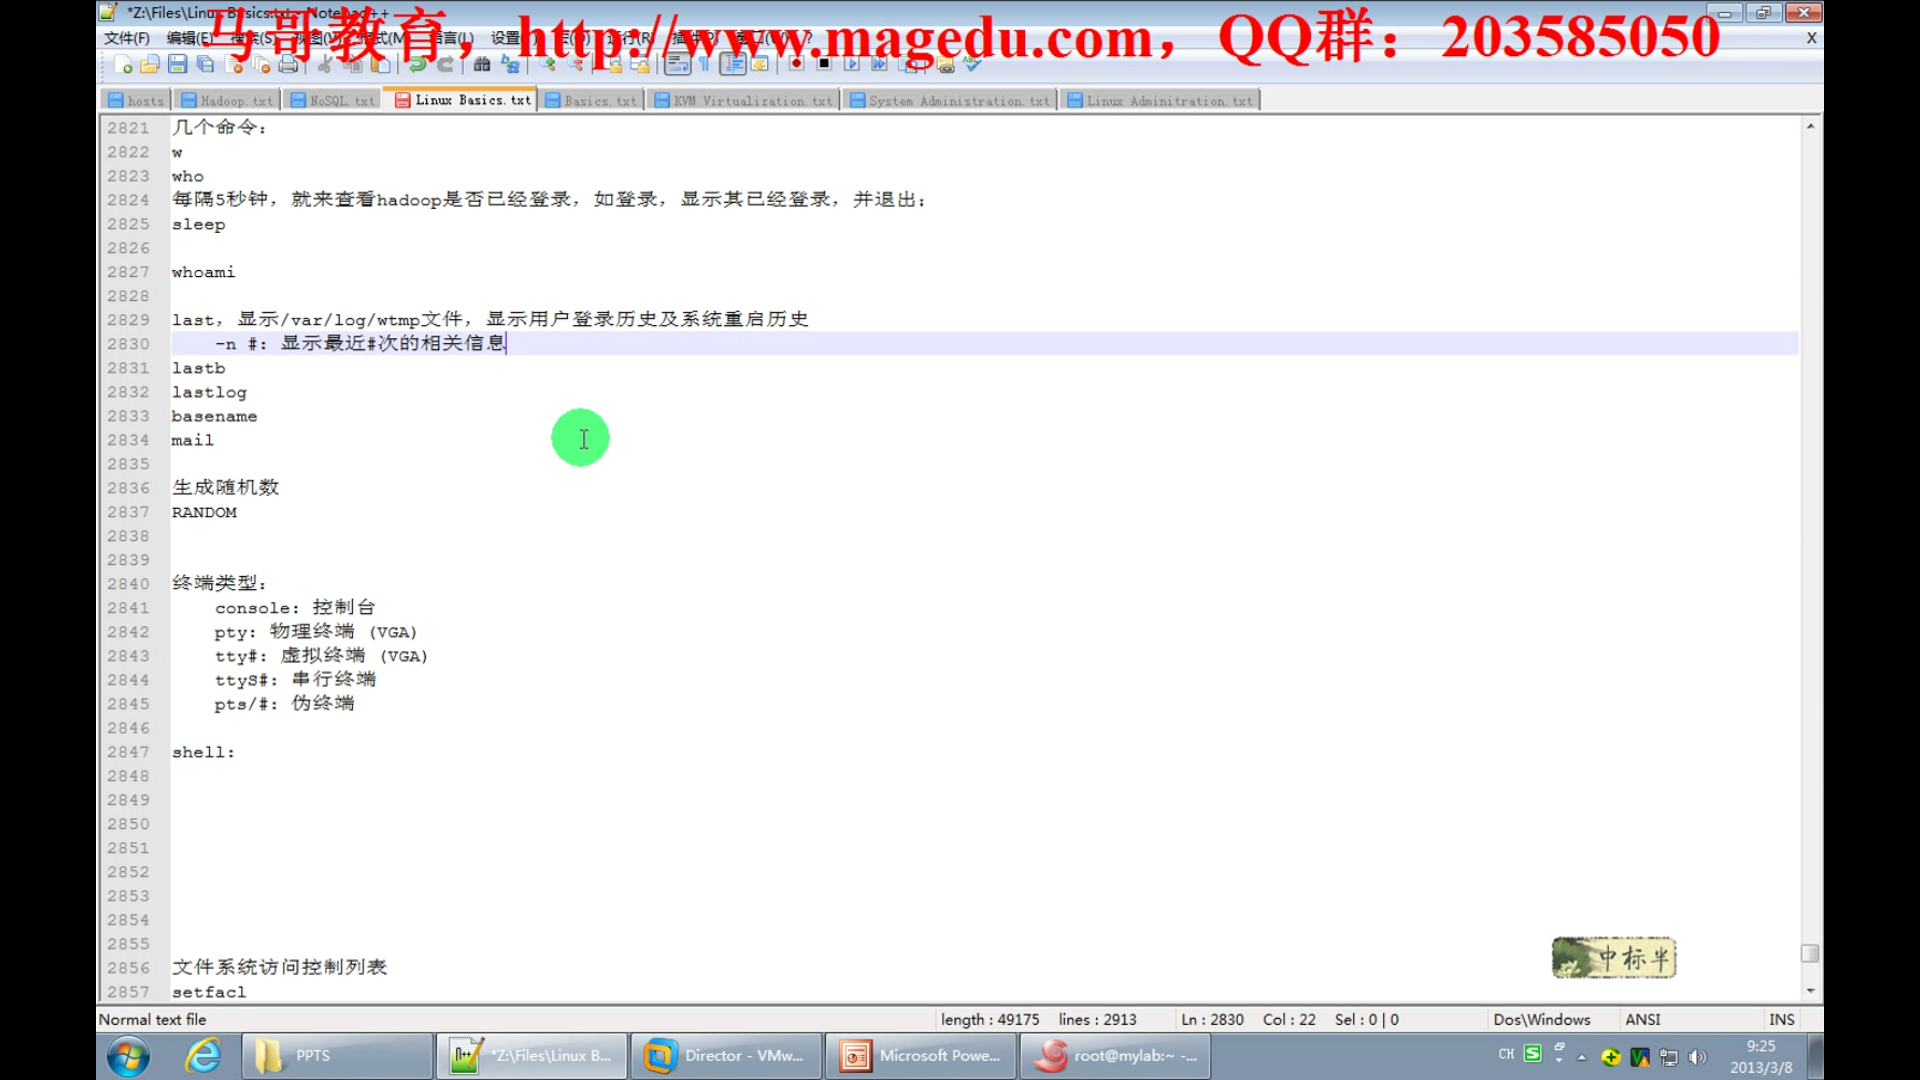 *Z:\Files\Linux Basics.txt - Notepad++
马哥教育，http://www.magedu.com，QQ群：203585050
文件(F) 编辑(E) 搜索(S) 视图(V) 格式(M) 语言(L) 设置 运行(R) X
hosts Hadoop.txt NoSQL.txt Linux Basics.txt Basics.txt KVM Virtualization.txt System Administration.txt Linux Adminitration.txt
2821 几个命令：
2822 w
2823 who
2824 每隔5秒钟，就来查看hadoop是否已经登录，如登录，显示其已经登录，并退出；
2825 sleep
2826
2827 whoami
2828
2829 last，显示/var/log/wtmp文件，显示用户登录历史及系统重启历史
2830 -n #: 显示最近#次的相关信息
2831 lastb
2832 lastlog
2833 basename
2834 mail
2835
2836 生成随机数
2837 RANDOM
2838
2839
2840 终端类型：
2841 console: 控制台
2842 pty: 物理终端 (VGA)
2843 tty#: 虚拟终端 (VGA)
2844 ttyS#: 串行终端
2845 pts/#: 伪终端
2846
2847 shell:
2848
2849
2850
2851
2852
2853
2854
2855
2856 文件系统访问控制列表
2857 setfacl
中标半
Normal text file length : 49175 lines : 2913 Ln : 2830 Col : 22 Sel : 0 | 0 Dos\Windows ANSI INS
PPTS *Z:\Files\Linux B... Director - VMw... Microsoft Powe... root@mylab:~ -... CH 9:25
2013/3/8